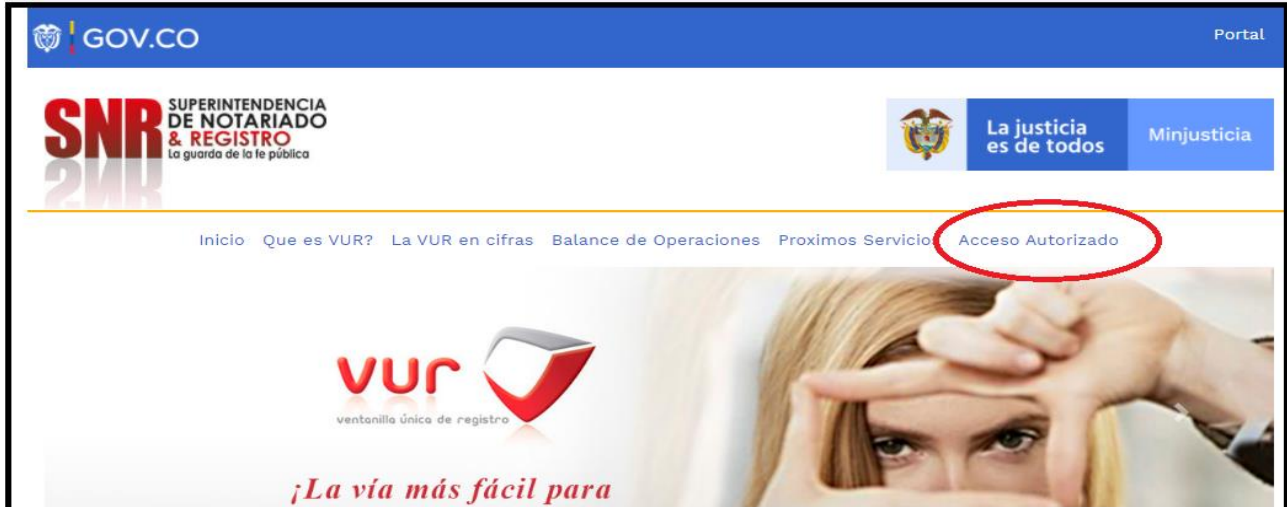 GOV.CO
Portal
SNR
SUPERINTENDENCIA
DE NOTARIADO
& REGISTRO
La guarda de la fe pública
La justicia
es de todos
Minjusticia
Inicio Que es VUR? La VUR en cifras Balance de Operaciones Proximos Servicios Acceso Autorizado
vur
ventanilla única de registro
¡La vía más fácil para